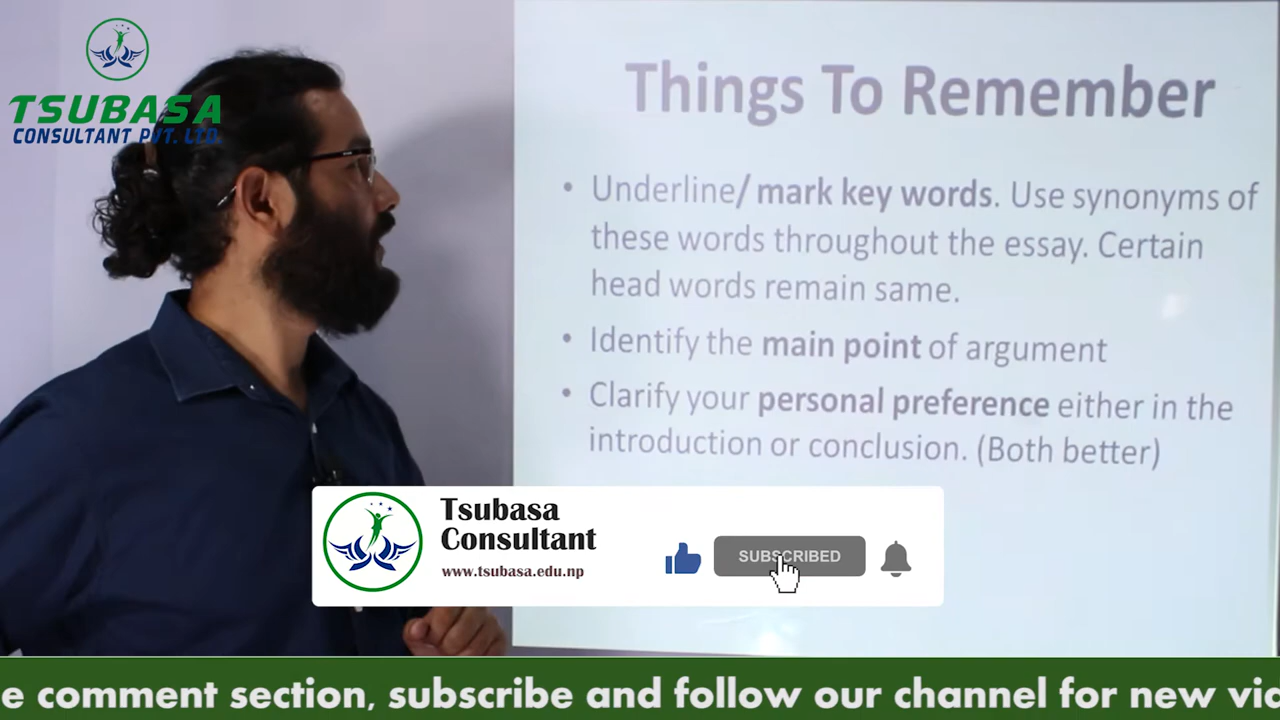 TSUBASA
CONSULTANT PVT. LTD.
Things To Remember
• Underline/ mark key words. Use synonyms of
these words throughout the essay. Certain
head words remain same.
• Identify the main point of argument
• Clarify your personal preference either in the
introduction or conclusion. (Both better)
Tsubasa
Consultant
www.tsubasa.edu.np
SUBSCRIBED
comment section, subscribe and follow our channel for new